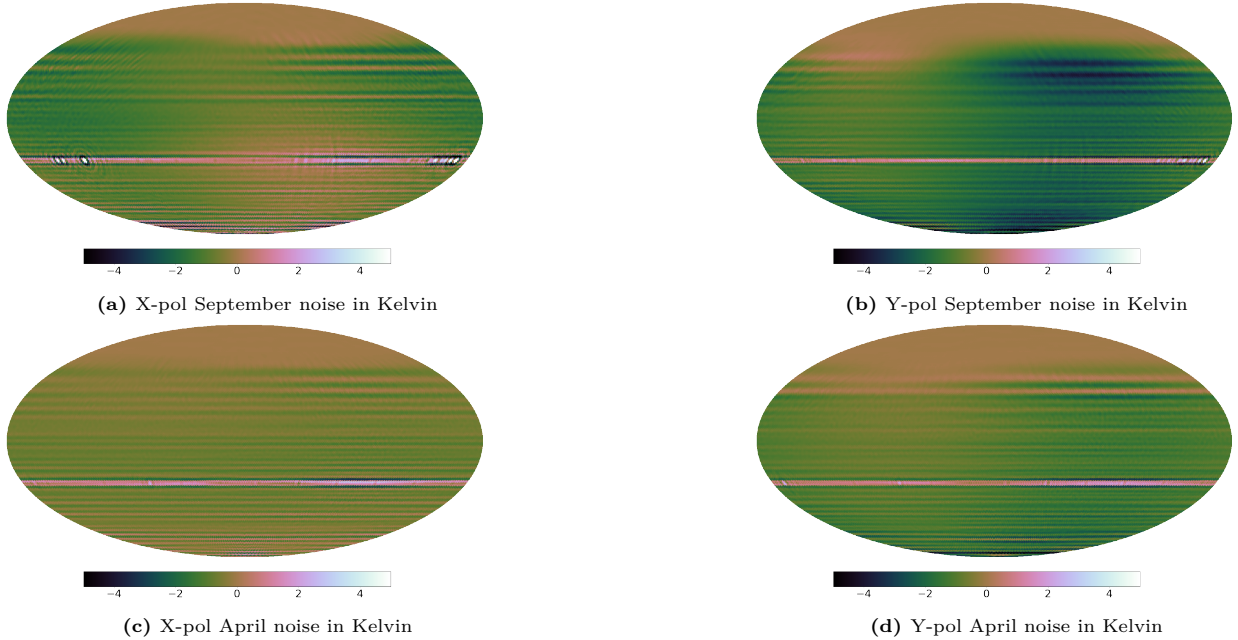 −4 −2 0 2 4
−4 −2 0 2 4
(a) X-pol September noise in Kelvin
(b) Y-pol September noise in Kelvin
−4 −2 0 2 4
−4 −2 0 2 4
(c) X-pol April noise in Kelvin
(d) Y-pol April noise in Kelvin